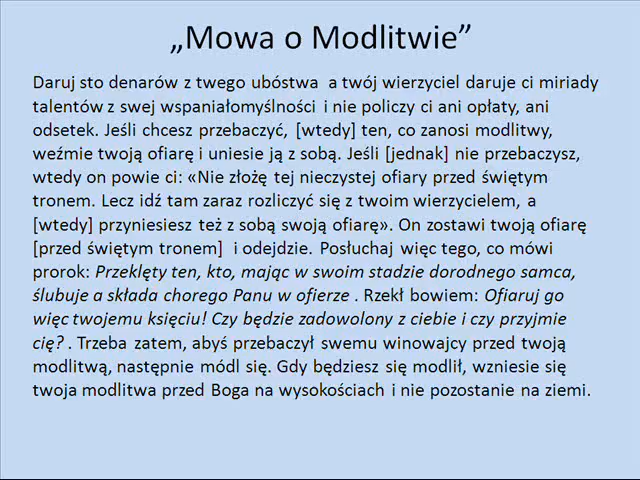 „Mowa o Modlitwie”
Daruj sto denarów z twego ubóstwa a twój wierzyciel daruje ci miriady
talentów z swej wspaniałomyślności i nie policzy ci ani opłaty, ani
odsetek. Jeśli chcesz przebaczyć, [wtedy] ten, co zanosi modlitwy,
weźmie twoją ofiarę i uniesie ją z sobą. Jeśli [jednak] nie przebaczysz,
wtedy on powie ci: «Nie złożę tej nieczystej ofiary przed świętym
tronem. Lecz idź tam zaraz rozliczyć się z twoim wierzycielem, a
[wtedy] przyniesiesz też z sobą swoją ofiarę». On zostawi twoją ofiarę
[przed świętym tronem] i odejdzie. Posłuchaj więc tego, co mówi
prorok: Przeklęty ten, kto, mając w swoim stadzie dorodnego samca,
ślubuje a składa chorego Panu w ofierze . Rzekł bowiem: Ofiaruj go
więc twojemu księciu! Czy będzie zadowolony z ciebie i czy przyjmie
cię? . Trzeba zatem, abyś przebaczył swemu winowajcy przed twoją
modlitwą, następnie módl się. Gdy będziesz się modlił, wzniesie się
twoja modlitwa przed Boga na wysokościach i nie pozostanie na ziemi.